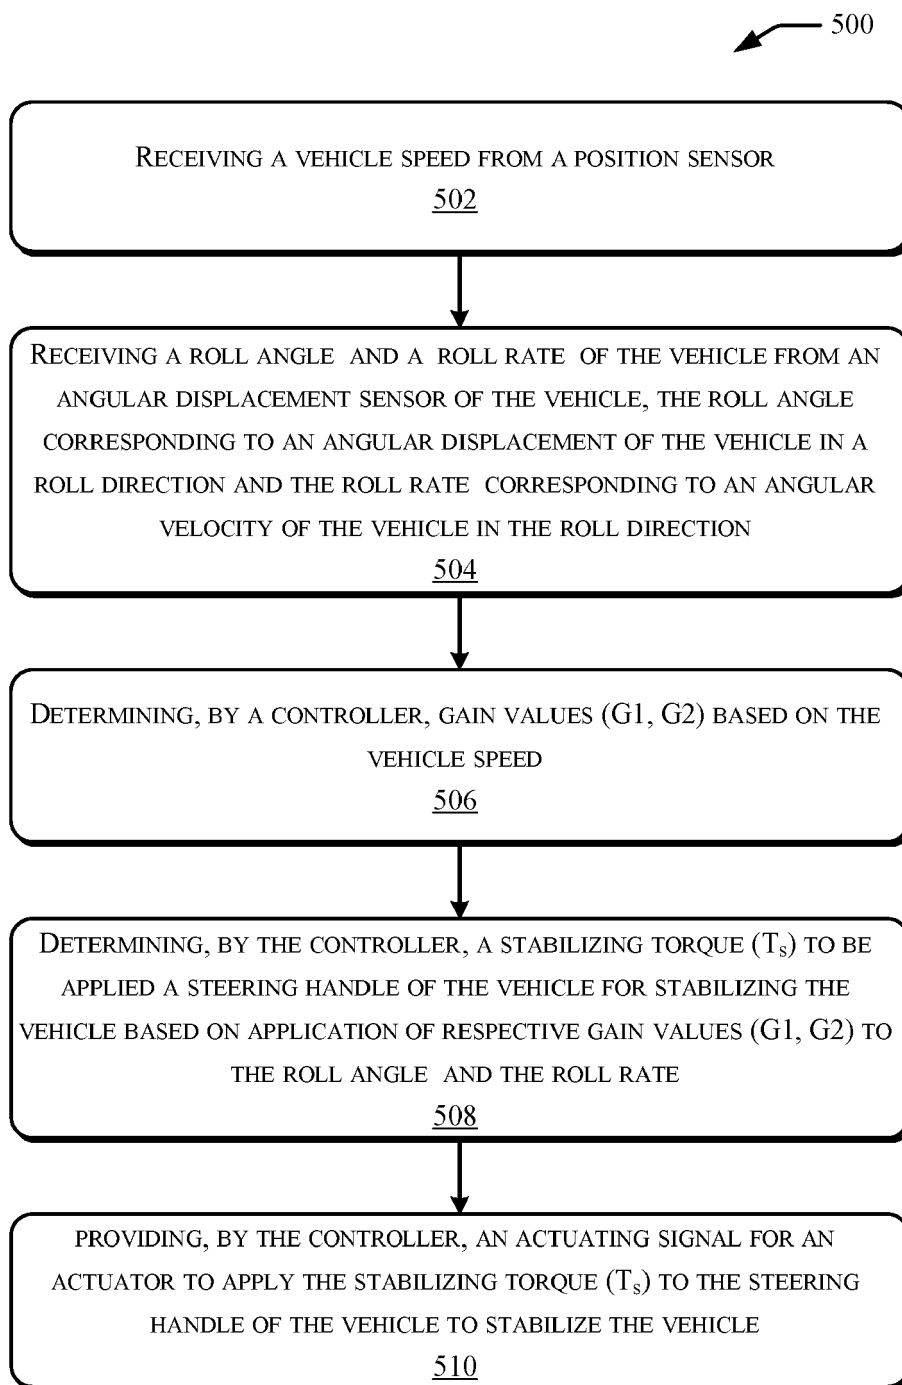 500
RECEIVING A VEHICLE SPEED FROM A POSITION SENSOR
502
RECEIVING A ROLL ANGLE AND A ROLL RATE OF THE VEHICLE FROM AN
ANGULAR DISPLACEMENT SENSOR OF THE VEHICLE, THE ROLL ANGLE
CORRESPONDING TO AN ANGULAR DISPLACEMENT OF THE VEHICLE IN A
ROLL DIRECTION AND THE ROLL RATE CORRESPONDING TO AN ANGULAR
VELOCITY OF THE VEHICLE IN THE ROLL DIRECTION
504
DETERMINING, BY A CONTROLLER, GAIN VALUES (G1, G2) BASED ON THE
VEHICLE SPEED
506
DETERMINING, BY THE CONTROLLER, A STABILIZING TORQUE (Ts) TO BE
APPLIED A STEERING HANDLE OF THE VEHICLE FOR STABILIZING THE
VEHICLE BASED ON APPLICATION OF RESPECTIVE GAIN VALUES (G1, G2) TO
THE ROLL ANGLE AND THE ROLL RATE
508
PROVIDING, BY THE CONTROLLER, AN ACTUATING SIGNAL FOR AN
ACTUATOR TO APPLY THE STABILIZING TORQUE (Ts) TO THE STEERING
HANDLE OF THE VEHICLE TO STABILIZE THE VEHICLE
510